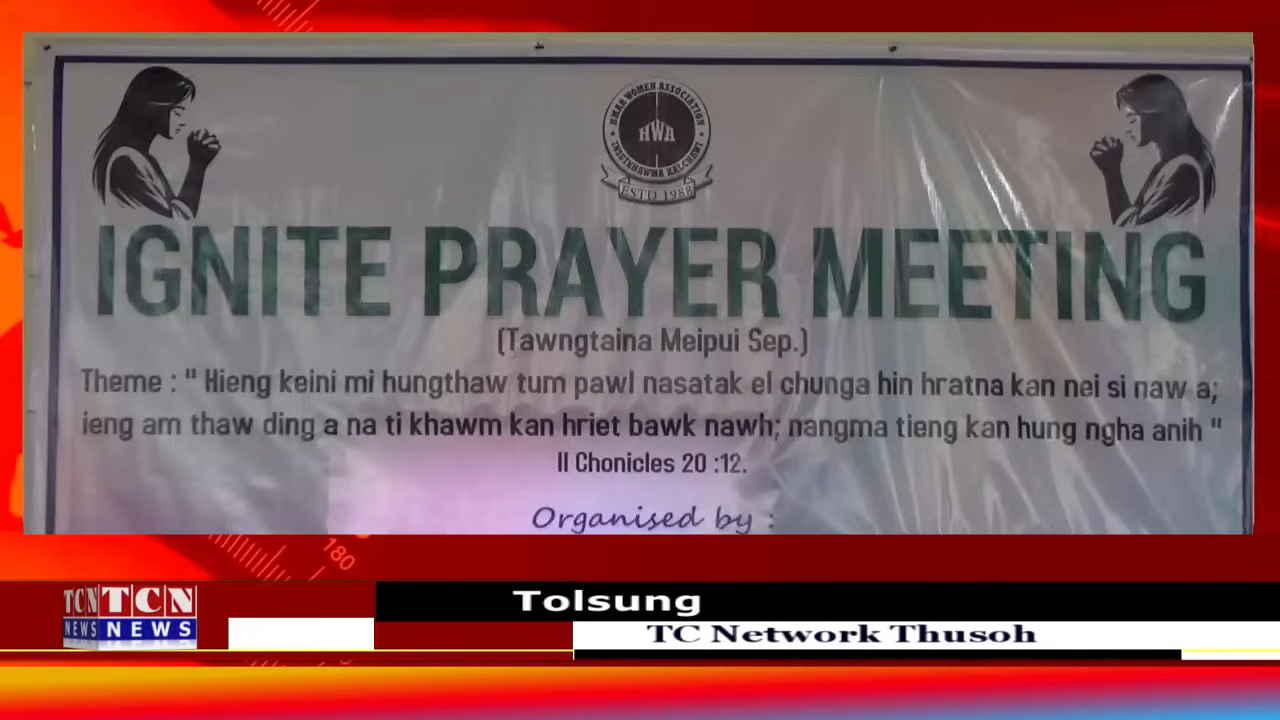 HMAR WOMEN ASSOCIATION
HWA
INSUIKHAWMA KALCHAWI
ESTD 1988
IGNITE PRAYER MEETING
(Tawngtaina Meipui Sep.)
Theme : " Hieng keini mi hungthaw tum pawl nasatak el chunga hin hratna kan nei si naw a;
ieng am thaw ding a na ti khawm kan hriet bawk nawh; nangma tieng kan hung ngha anih "
II Chonicles 20 :12.
Organised by :
180
TCN TCN
NEWS NEWS
Tolsung
TC Network Thusoh